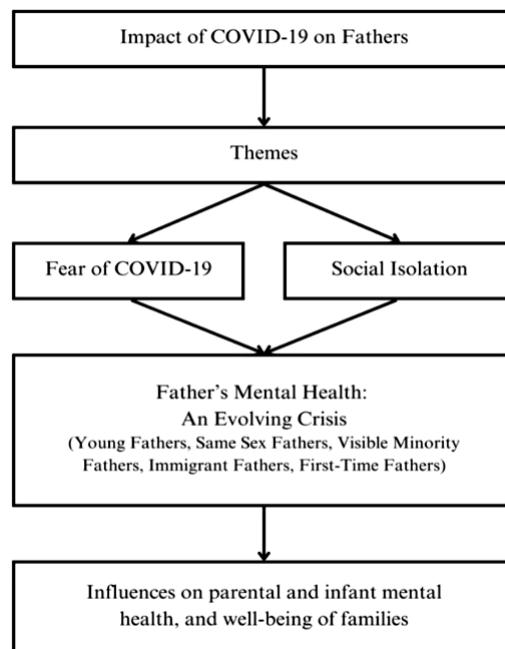 Impact of COVID-19 on Fathers
Themes
Fear of COVID-19
Social Isolation
Father's Mental Health:
An Evolving Crisis
(Young Fathers, Same Sex Fathers, Visible Minority
Fathers, Immigrant Fathers, First-Time Fathers)
Influences on parental and infant mental
health, and well-being of families